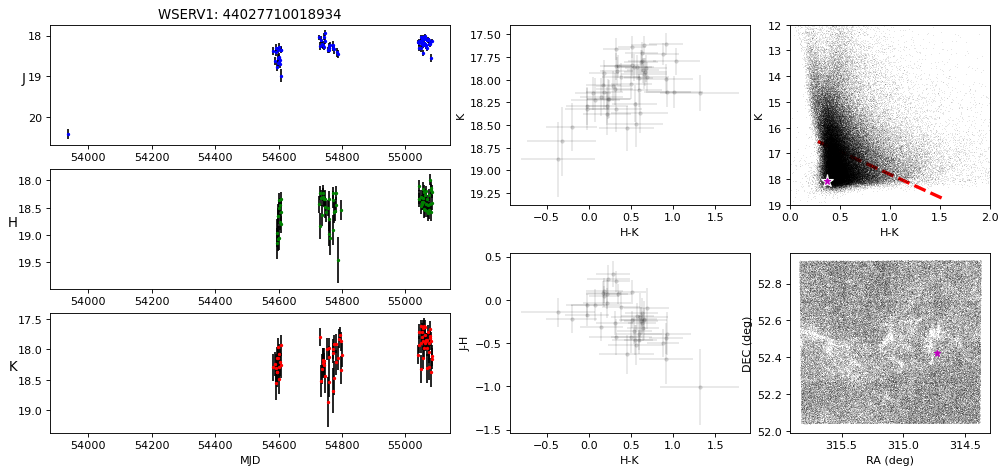 WSERV1: 44027710018934
18
19
20
J
54000 54200 54400 54600 54800 55000
18.0
18.5
19.0
19.5
H
54000 54200 54400 54600 54800 55000
17.5
18.0
18.5
19.0
K
54000 54200 54400 54600 54800 55000
MJD
17.50
17.75
18.00
18.25
18.50
18.75
19.00
19.25
K
−0.5 0.0 0.5 1.0 1.5
H-K
0.5
0.0
−0.5
−1.0
−1.5
J-H
−0.5 0.0 0.5 1.0 1.5
H-K
12
13
14
15
16
17
18
19
K
0.0 0.5 1.0 1.5 2.0
H-K
52.8
52.6
52.4
52.2
52.0
DEC (deg)
315.5 315.0 314.5
RA (deg)